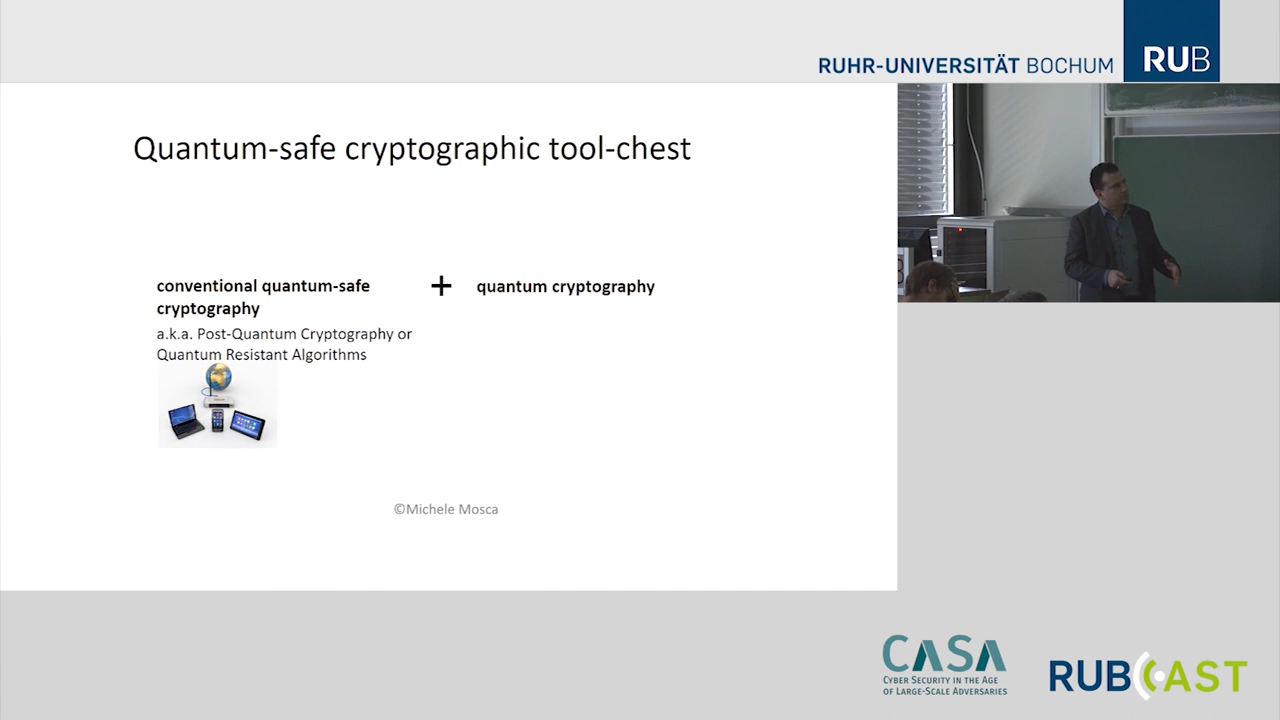 RUHR-UNIVERSITÄT BOCHUM
RUB
Quantum-safe cryptographic tool-chest
conventional quantum-safe
cryptography
+
quantum cryptography
a.k.a. Post-Quantum Cryptography or
Quantum Resistant Algorithms
©Michele Mosca
CASA
CYBER SECURITY IN THE AGE
OF LARGE-SCALE ADVERSARIES
RUBCAST